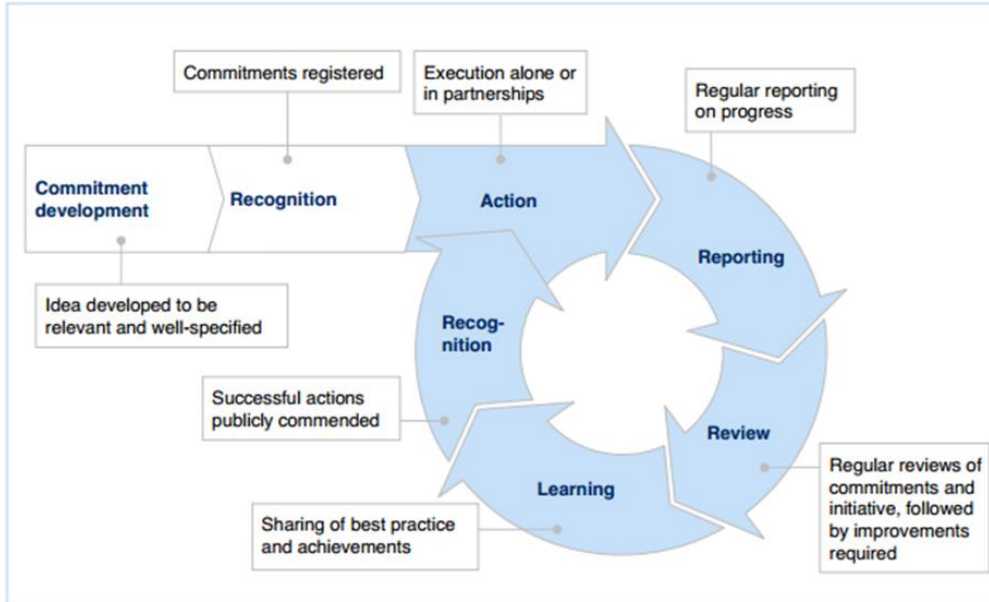 Commitments registered
Execution alone or
in partnerships
Regular reporting
on progress
Commitment
development
Recognition
Action
Reporting
Idea developed to be
relevant and well-specified
Recog-
nition
Successful actions
publicly commended
Review
Learning
Regular reviews of
commitments and
initiative, followed
by improvements
required
Sharing of best practice
and achievements